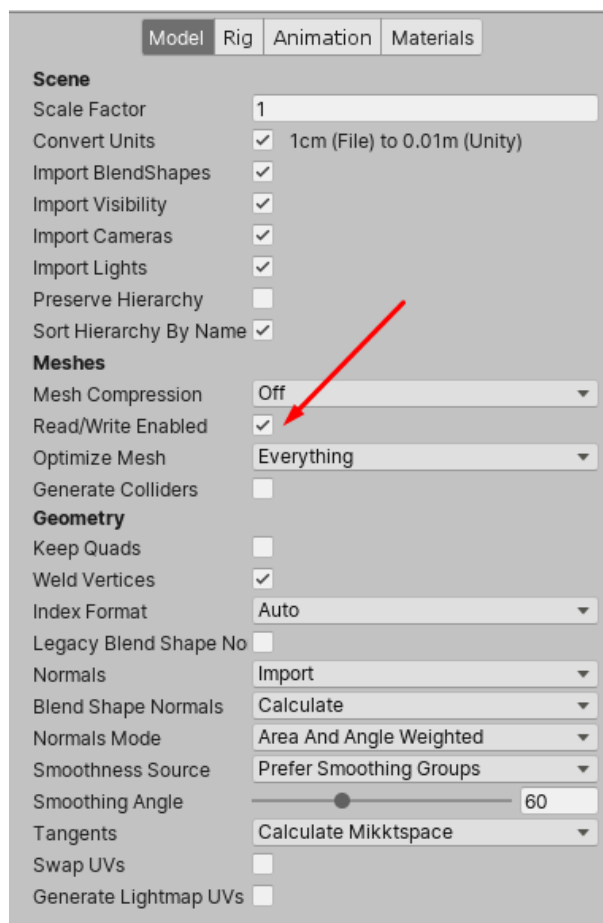 Model Rig Animation Materials
Scene
Scale Factor 1
Convert Units 1cm (File) to 0.01m (Unity)
Import BlendShapes
Import Visibility
Import Cameras
Import Lights
Preserve Hierarchy
Sort Hierarchy By Name
Meshes
Mesh Compression Off
Read/Write Enabled
Optimize Mesh Everything
Generate Colliders
Geometry
Keep Quads
Weld Vertices
Index Format Auto
Legacy Blend Shape No
Normals Import
Blend Shape Normals Calculate
Normals Mode Area And Angle Weighted
Smoothness Source Prefer Smoothing Groups
Smoothing Angle 60
Tangents Calculate Mikktspace
Swap UVs
Generate Lightmap UVs